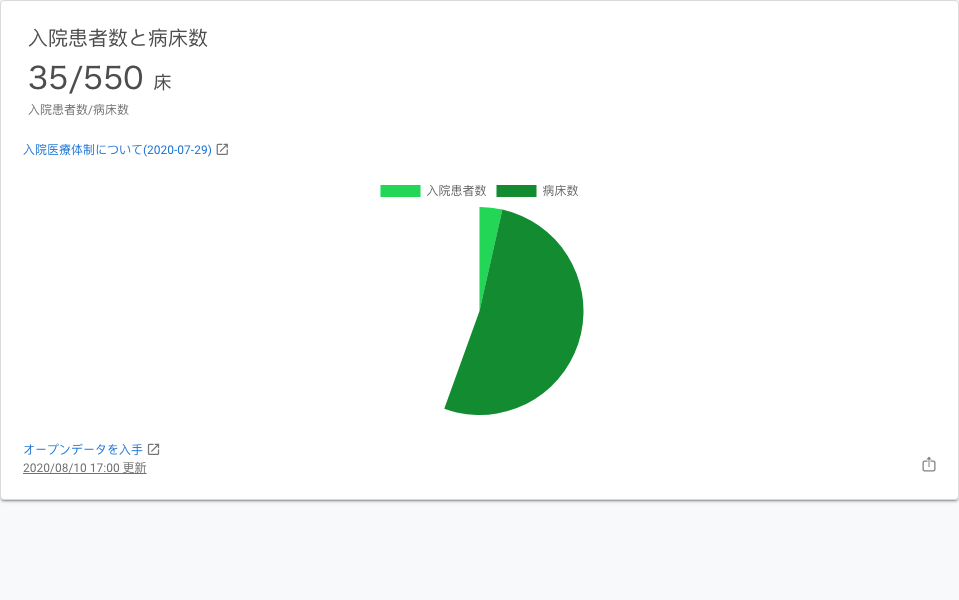 入院患者数と病床数
35/550 床
入院患者数/病床数
入院医療体制について(2020-07-29)
入院患者数 病床数
オープンデータを入手
2020/08/10 17:00 更新